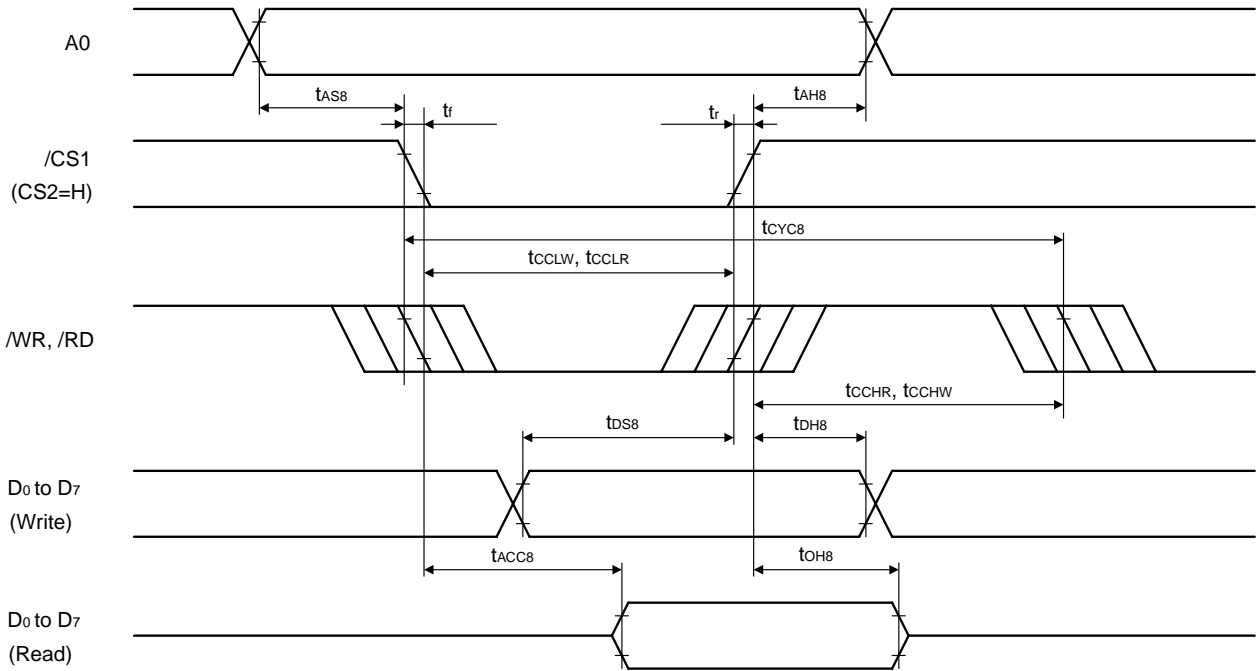 A0
tAS8
tAH8
tf
tr
/CS1
(CS2=H)
tCYC8
tCCLW, tCCLR
/WR, /RD
tCCHR, tCCHW
tDS8
tDH8
D0 to D7
(Write)
tACC8
tOH8
D0 to D7
(Read)